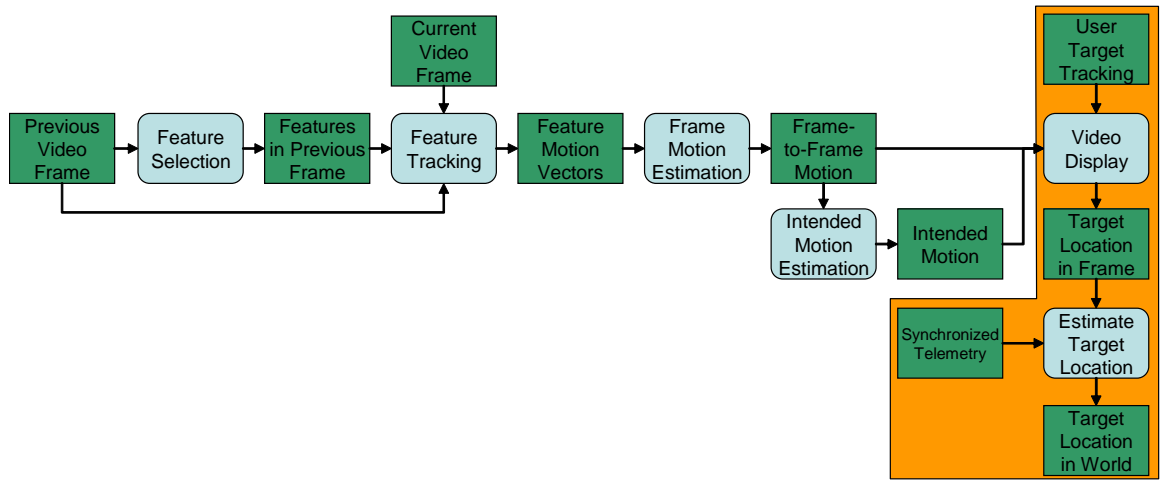 Previous
Video
Frame
Feature
Selection
Features
in Previous
Frame
Current
Video
Frame
Feature
Tracking
Feature
Motion
Vectors
Frame
Motion
Estimation
Frame-
to-Frame
Motion
Intended
Motion
Estimation
Intended
Motion
User
Target
Tracking
Video
Display
Target
Location
in Frame
Synchronized
Telemetry
Estimate
Target
Location
Target
Location
in World